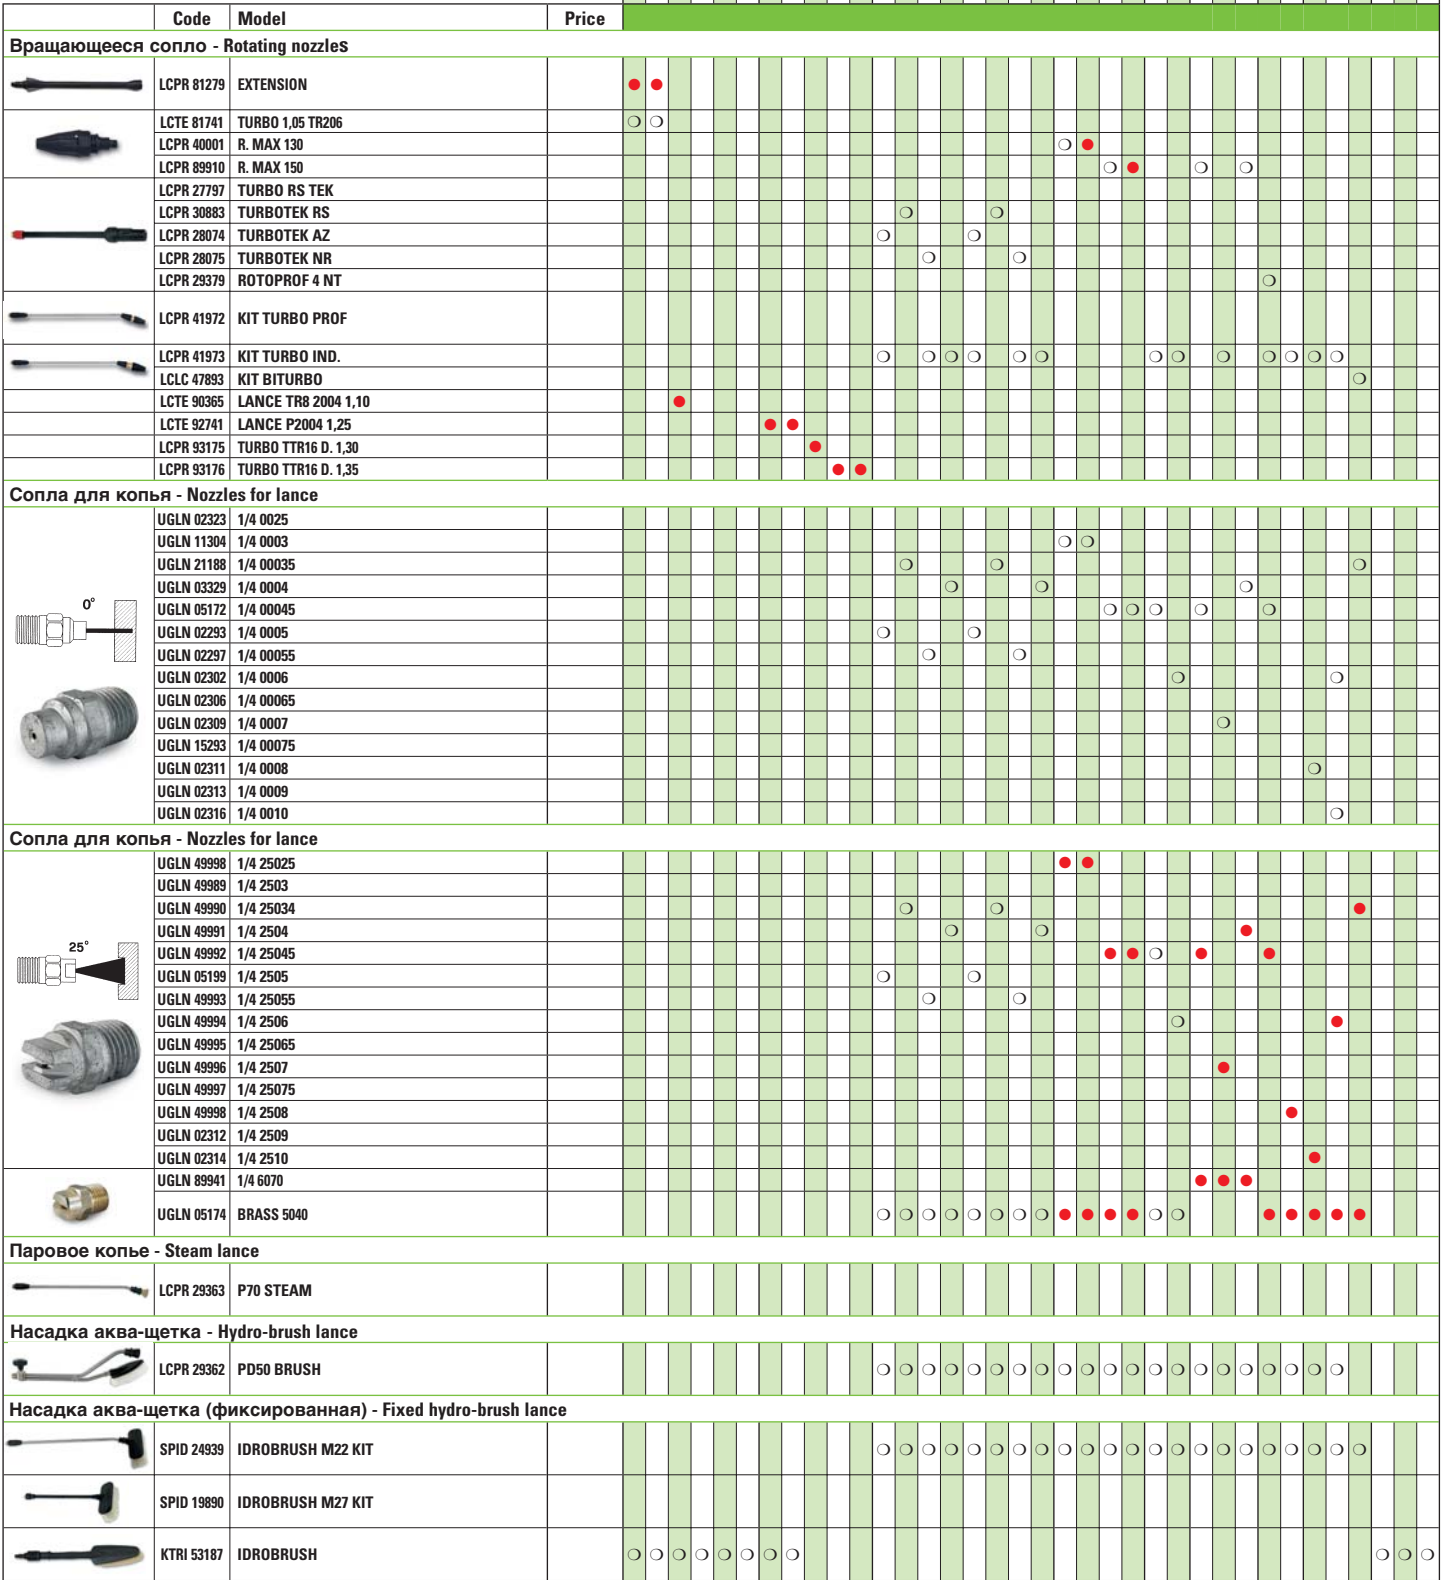 Code Model Price
Вращающееся сопло - Rotating nozzles
LCPR 81279 EXTENSION
LCTE 81741 TURBO 1,05 TR206
LCPR 40001 R. MAX 130
LCPR 89910 R. MAX 150
LCPR 27797 TURBO RS TEK
LCPR 30883 TURBOTEK RS
LCPR 28074 TURBOTEK AZ
LCPR 28075 TURBOTEK NR
LCPR 29379 ROTOPROF 4 NT
LCPR 41972 KIT TURBO PROF
LCPR 41973 KIT TURBO IND.
LCLC 47893 KIT BITURBO
LCTE 90365 LANCE TR8 2004 1,10
LCTE 92741 LANCE P2004 1,25
LCPR 93175 TURBO TTR16 D. 1,30
LCPR 93176 TURBO TTR16 D. 1,35
Сопла для копья - Nozzles for lance
0°
UGLN 02323 1/4 0025
UGLN 11304 1/4 0003
UGLN 21188 1/4 00035
UGLN 03329 1/4 0004
UGLN 05172 1/4 00045
UGLN 02293 1/4 0005
UGLN 02297 1/4 00055
UGLN 02302 1/4 0006
UGLN 02306 1/4 00065
UGLN 02309 1/4 0007
UGLN 15293 1/4 00075
UGLN 02311 1/4 0008
UGLN 02313 1/4 0009
UGLN 02316 1/4 0010
Сопла для копья - Nozzles for lance
25°
UGLN 49998 1/4 25025
UGLN 49989 1/4 2503
UGLN 49990 1/4 25034
UGLN 49991 1/4 2504
UGLN 49992 1/4 25045
UGLN 05199 1/4 2505
UGLN 49993 1/4 25055
UGLN 49994 1/4 2506
UGLN 49995 1/4 25065
UGLN 49996 1/4 2507
UGLN 49997 1/4 25075
UGLN 49998 1/4 2508
UGLN 02312 1/4 2509
UGLN 02314 1/4 2510
UGLN 89941 1/4 6070
UGLN 05174 BRASS 5040
Паровое копье - Steam lance
LCPR 29363 P70 STEAM
Насадка аква-щетка - Hydro-brush lance
LCPR 29362 PD50 BRUSH
Насадка аква-щетка (фиксированная) - Fixed hydro-brush lance
SPID 24939 IDROBRUSH M22 KIT
SPID 19890 IDROBRUSH M27 KIT
KTRI 53187 IDROBRUSH